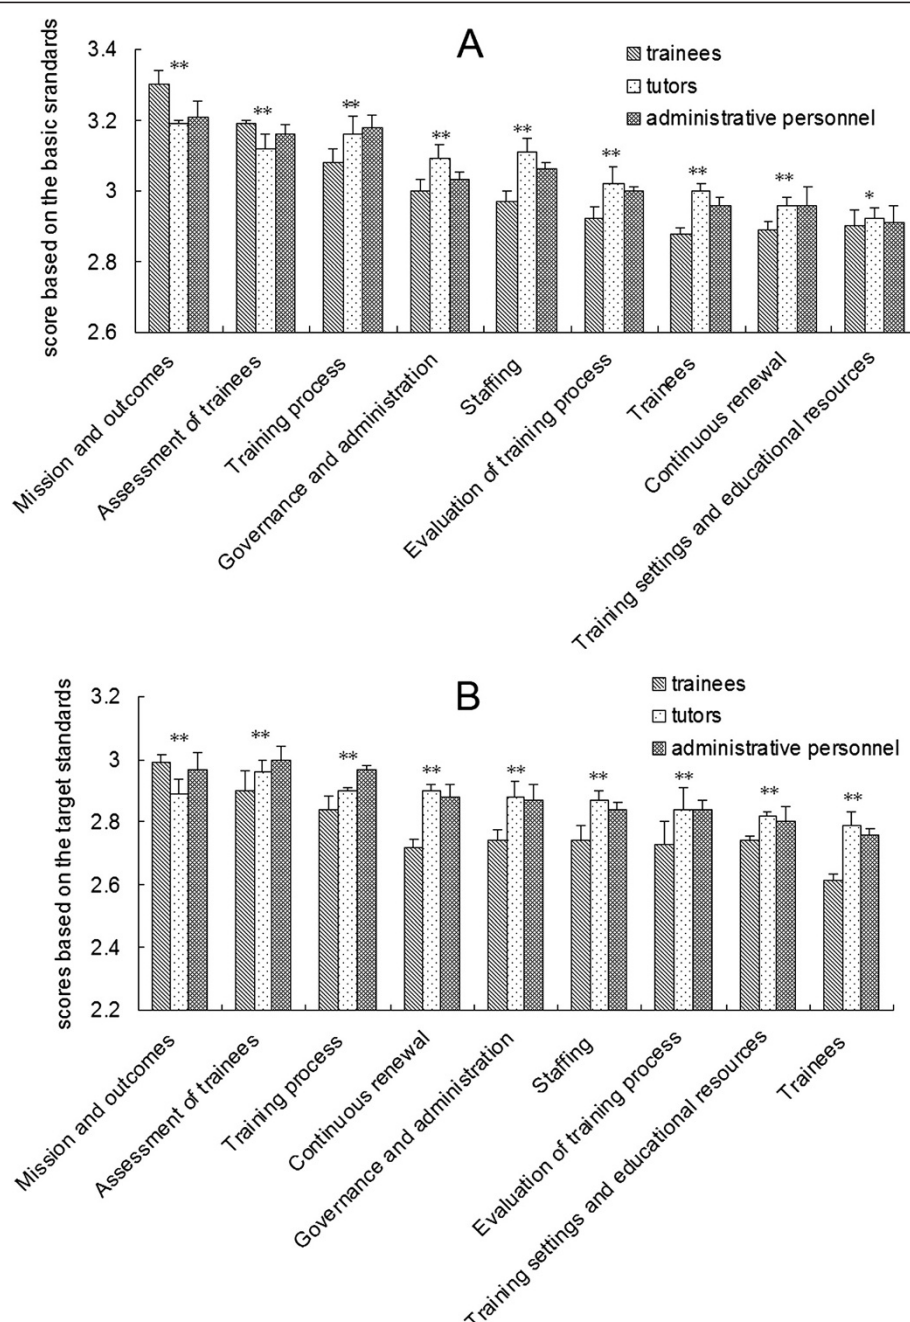 A
score based on the basic srandards
3.4
3.2
3
2.8
2.6
trainees
tutors
administrative personnel
**
**
**
**
**
**
**
**
*
Mission and outcomes
Assessment of trainees
Training process
Governance and administration
Staffing
Evaluation of training process
Trainees
Continuous renewal
Training settings and educational resources
B
scores based on the target standards
3.2
3
2.8
2.6
2.4
2.2
trainees
tutors
administrative personnel
**
**
**
**
**
**
**
**
**
Mission and outcomes
Assessment of trainees
Training process
Continuous renewal
Governance and administration
Staffing
Evaluation of training process
Training settings and educational resources
Trainees